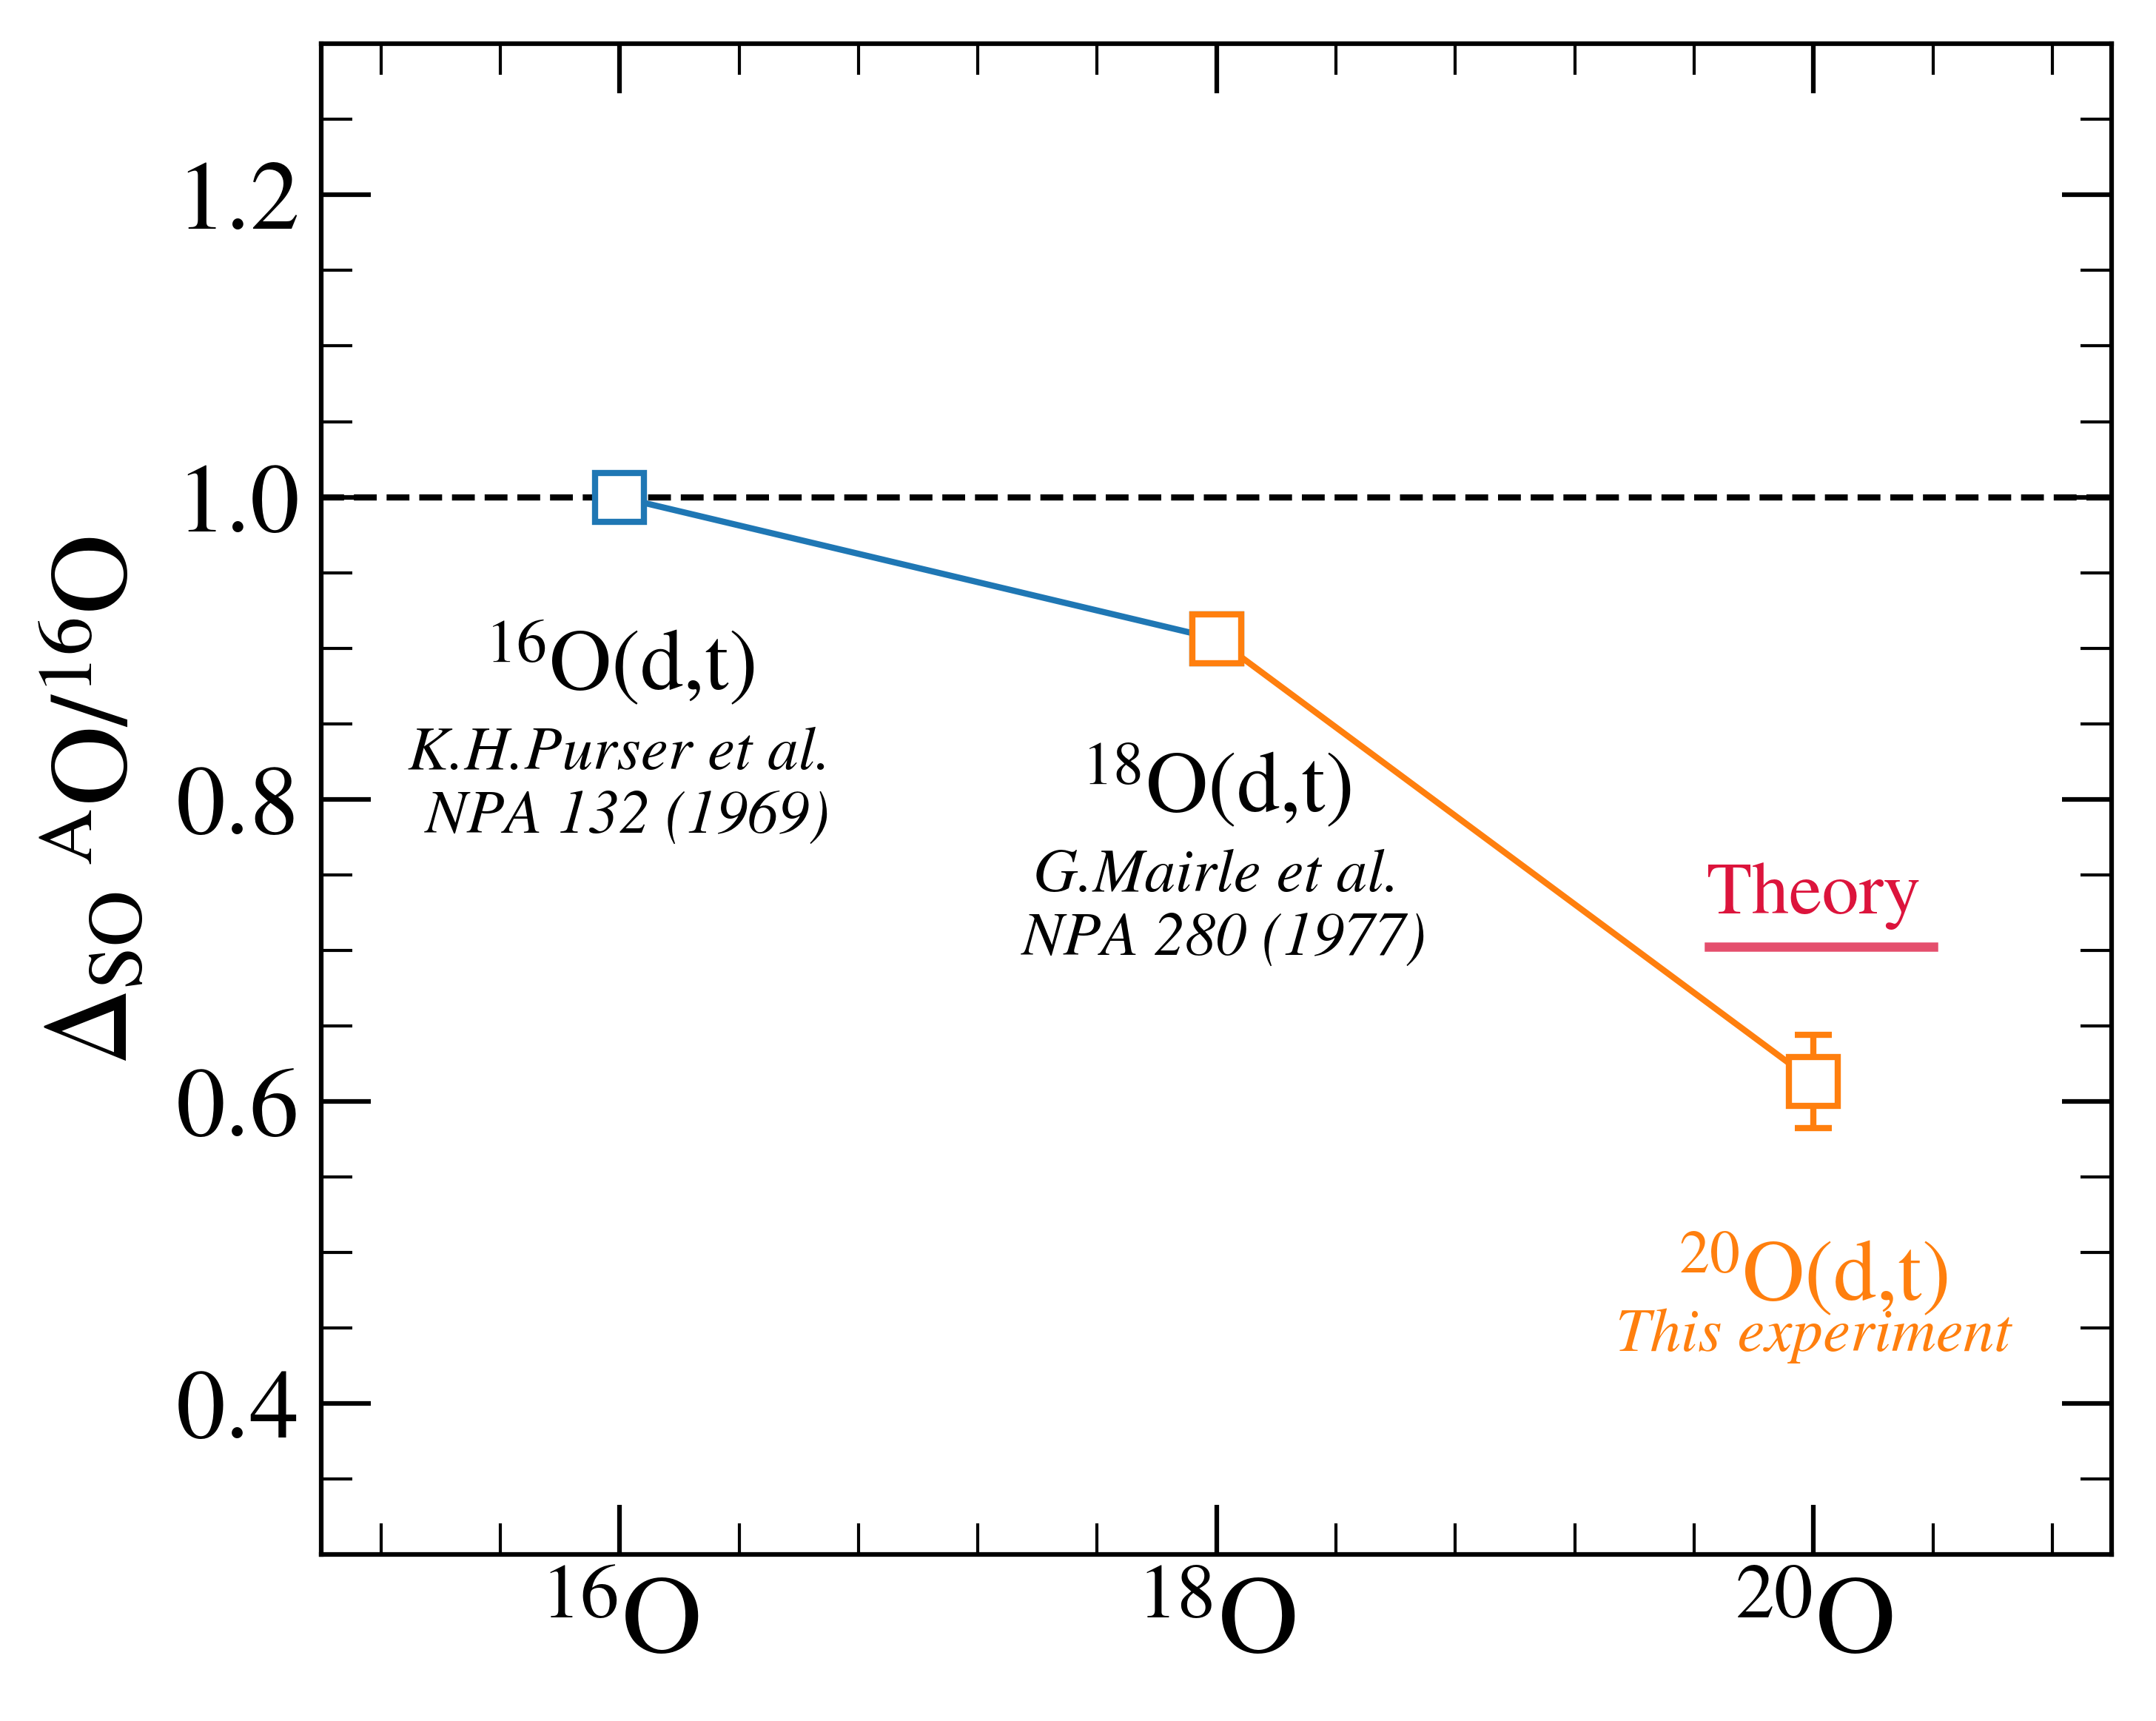 1.2
1.0
0.8
0.6
0.4
Δso ᴬO/¹⁶O
¹⁶O(d,t)
K.H.Purser et al.
NPA 132 (1969)
¹⁸O(d,t)
G.Mairle et al.
NPA 280 (1977)
Theory
²⁰O(d,t)
This experiment
¹⁶O
¹⁸O
²⁰O